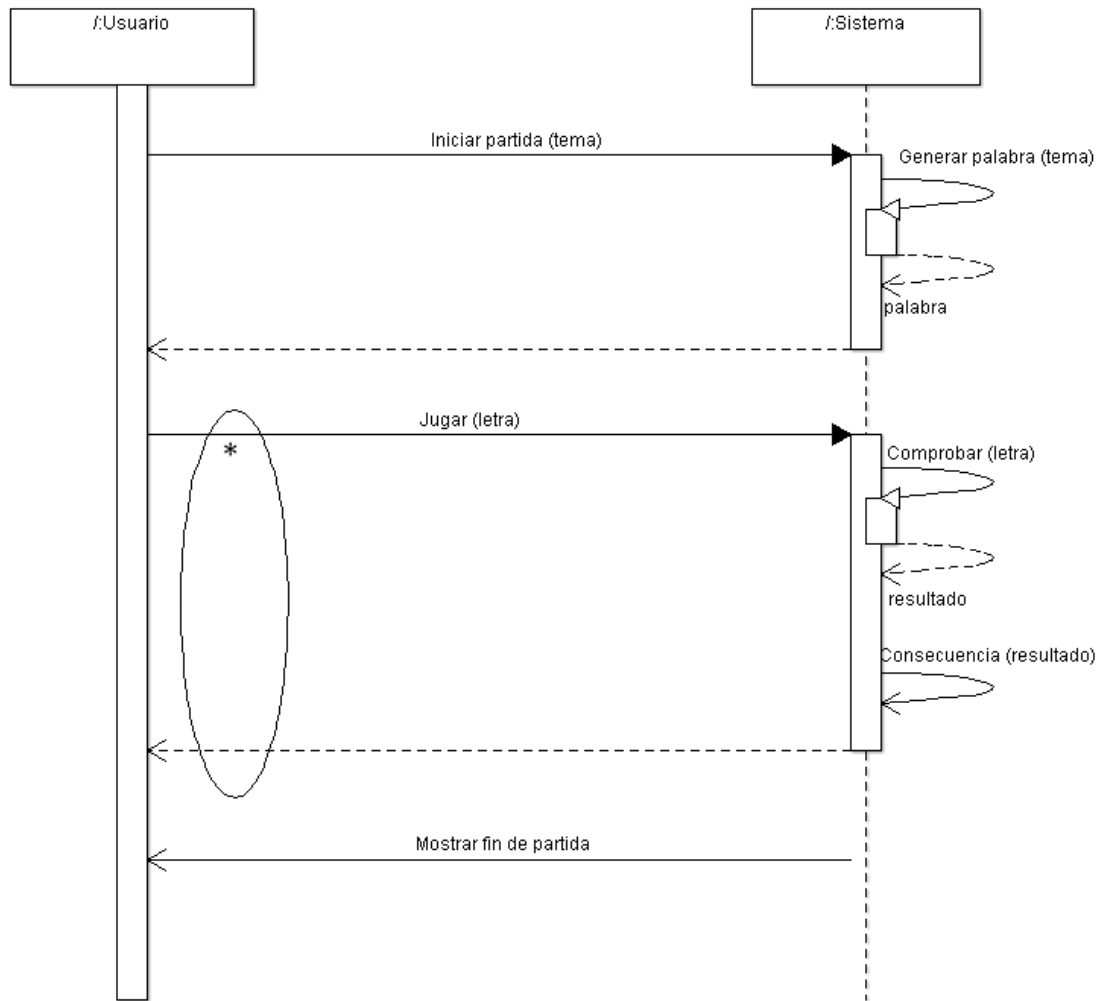 /:Usuario
/:Sistema
Iniciar partida (tema)
Generar palabra (tema)
palabra
Jugar (letra)
*
Comprobar (letra)
resultado
Consecuencia (resultado)
Mostrar fin de partida